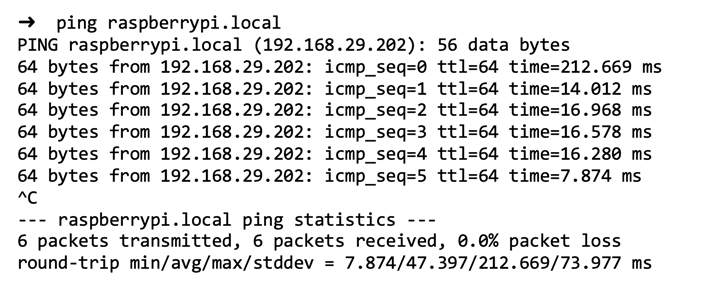 ➜  ping raspberrypi.local
PING raspberrypi.local (192.168.29.202): 56 data bytes
64 bytes from 192.168.29.202: icmp_seq=0 ttl=64 time=212.669 ms
64 bytes from 192.168.29.202: icmp_seq=1 ttl=64 time=14.012 ms
64 bytes from 192.168.29.202: icmp_seq=2 ttl=64 time=16.968 ms
64 bytes from 192.168.29.202: icmp_seq=3 ttl=64 time=16.578 ms
64 bytes from 192.168.29.202: icmp_seq=4 ttl=64 time=16.280 ms
64 bytes from 192.168.29.202: icmp_seq=5 ttl=64 time=7.874 ms
^C
--- raspberrypi.local ping statistics ---
6 packets transmitted, 6 packets received, 0.0% packet loss
round-trip min/avg/max/stddev = 7.874/47.397/212.669/73.977 ms